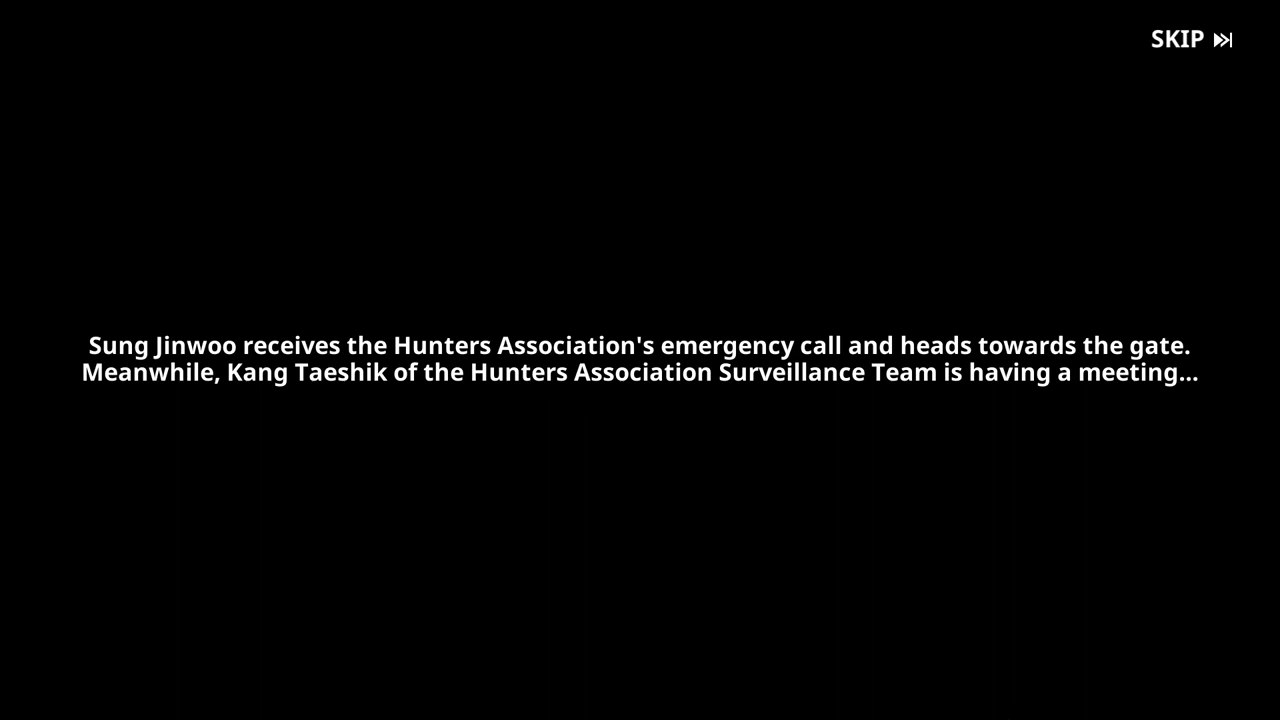 SKIP
Sung Jinwoo receives the Hunters Association's emergency call and heads towards the gate.
Meanwhile, Kang Taeshik of the Hunters Association Surveillance Team is having a meeting...